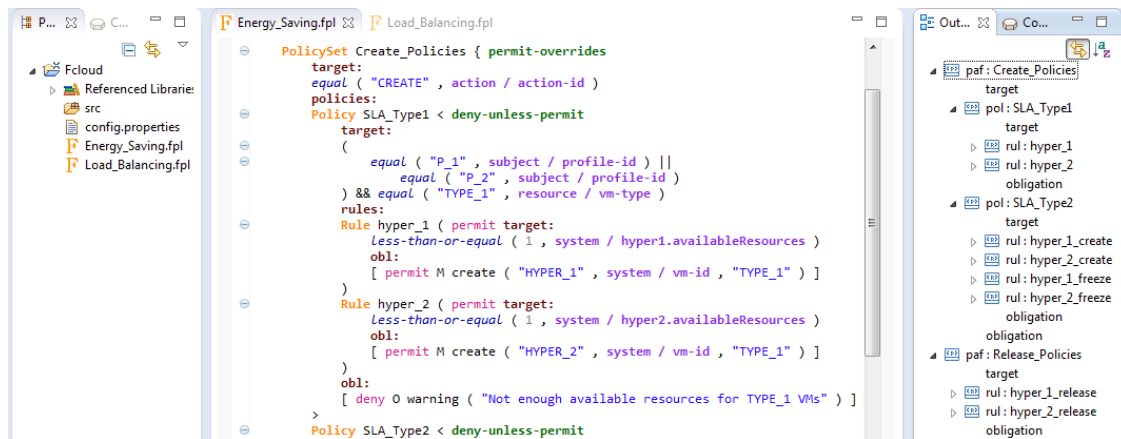 P...
C...
Fcloud
Referenced Librarie
src
config.properties
Energy_Saving.fpl
Load_Balancing.fpl
Energy_Saving.fpl
Load_Balancing.fpl
PolicySet Create_Policies { permit-overrides
target:
equal ( "CREATE" , action / action-id )
policies:
Policy SLA_Type1 < deny-unless-permit
target:
(
equal ( "P_1" , subject / profile-id ) ||
equal ( "P_2" , subject / profile-id )
) && equal ( "TYPE_1" , resource / vm-type )
rules:
Rule hyper_1 ( permit target:
less-than-or-equal ( 1 , system / hyper1.availableResources )
obl:
[ permit M create ( "HYPER_1" , system / vm-id , "TYPE_1" ) ]
)
Rule hyper_2 ( permit target:
less-than-or-equal ( 1 , system / hyper2.availableResources )
obl:
[ permit M create ( "HYPER_2" , system / vm-id , "TYPE_1" ) ]
)
obl:
[ deny O warning ( "Not enough available resources for TYPE_1 VMs" ) ]
>
Policy SLA_Type2 < deny-unless-permit
Out...
Co...
paf : Create_Policies
target
pol : SLA_Type1
target
rul : hyper_1
rul : hyper_2
obligation
pol : SLA_Type2
target
rul : hyper_1_create
rul : hyper_2_create
rul : hyper_1_freeze
rul : hyper_2_freeze
obligation
obligation
paf : Release_Policies
target
rul : hyper_1_release
rul : hyper_2_release
obligation